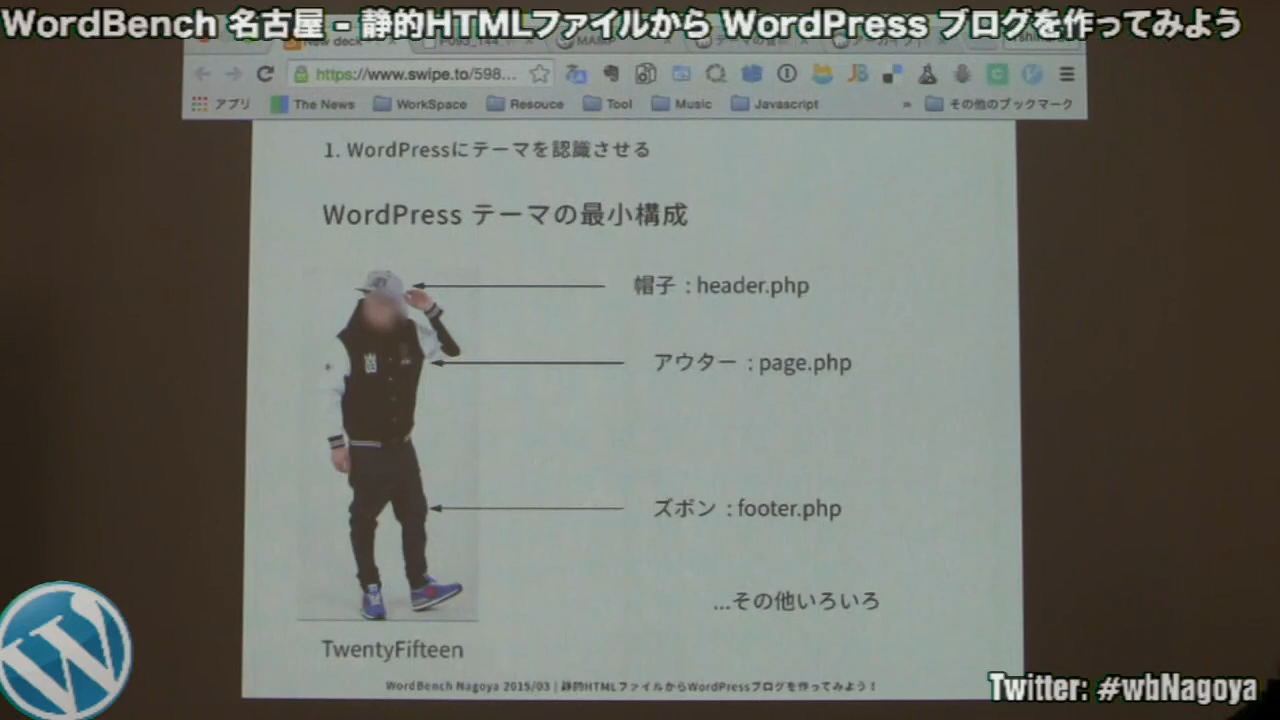 WordBench 名古屋 - 静的HTMLファイルから WordPress ブログを作ってみよう
New deck
https://www.swipe.to/598...
アプリ The News WorkSpace Resouce Tool Music Javascript » その他のブックマーク
1. WordPressにテーマを認識させる
WordPress テーマの最小構成
帽子 : header.php
アウター : page.php
ズボン : footer.php
...その他いろいろ
TwentyFifteen
WordBench Nagoya 2015/03 | 静的HTMLファイルからWordPressブログを作ってみよう!
Twitter: #wbNagoya